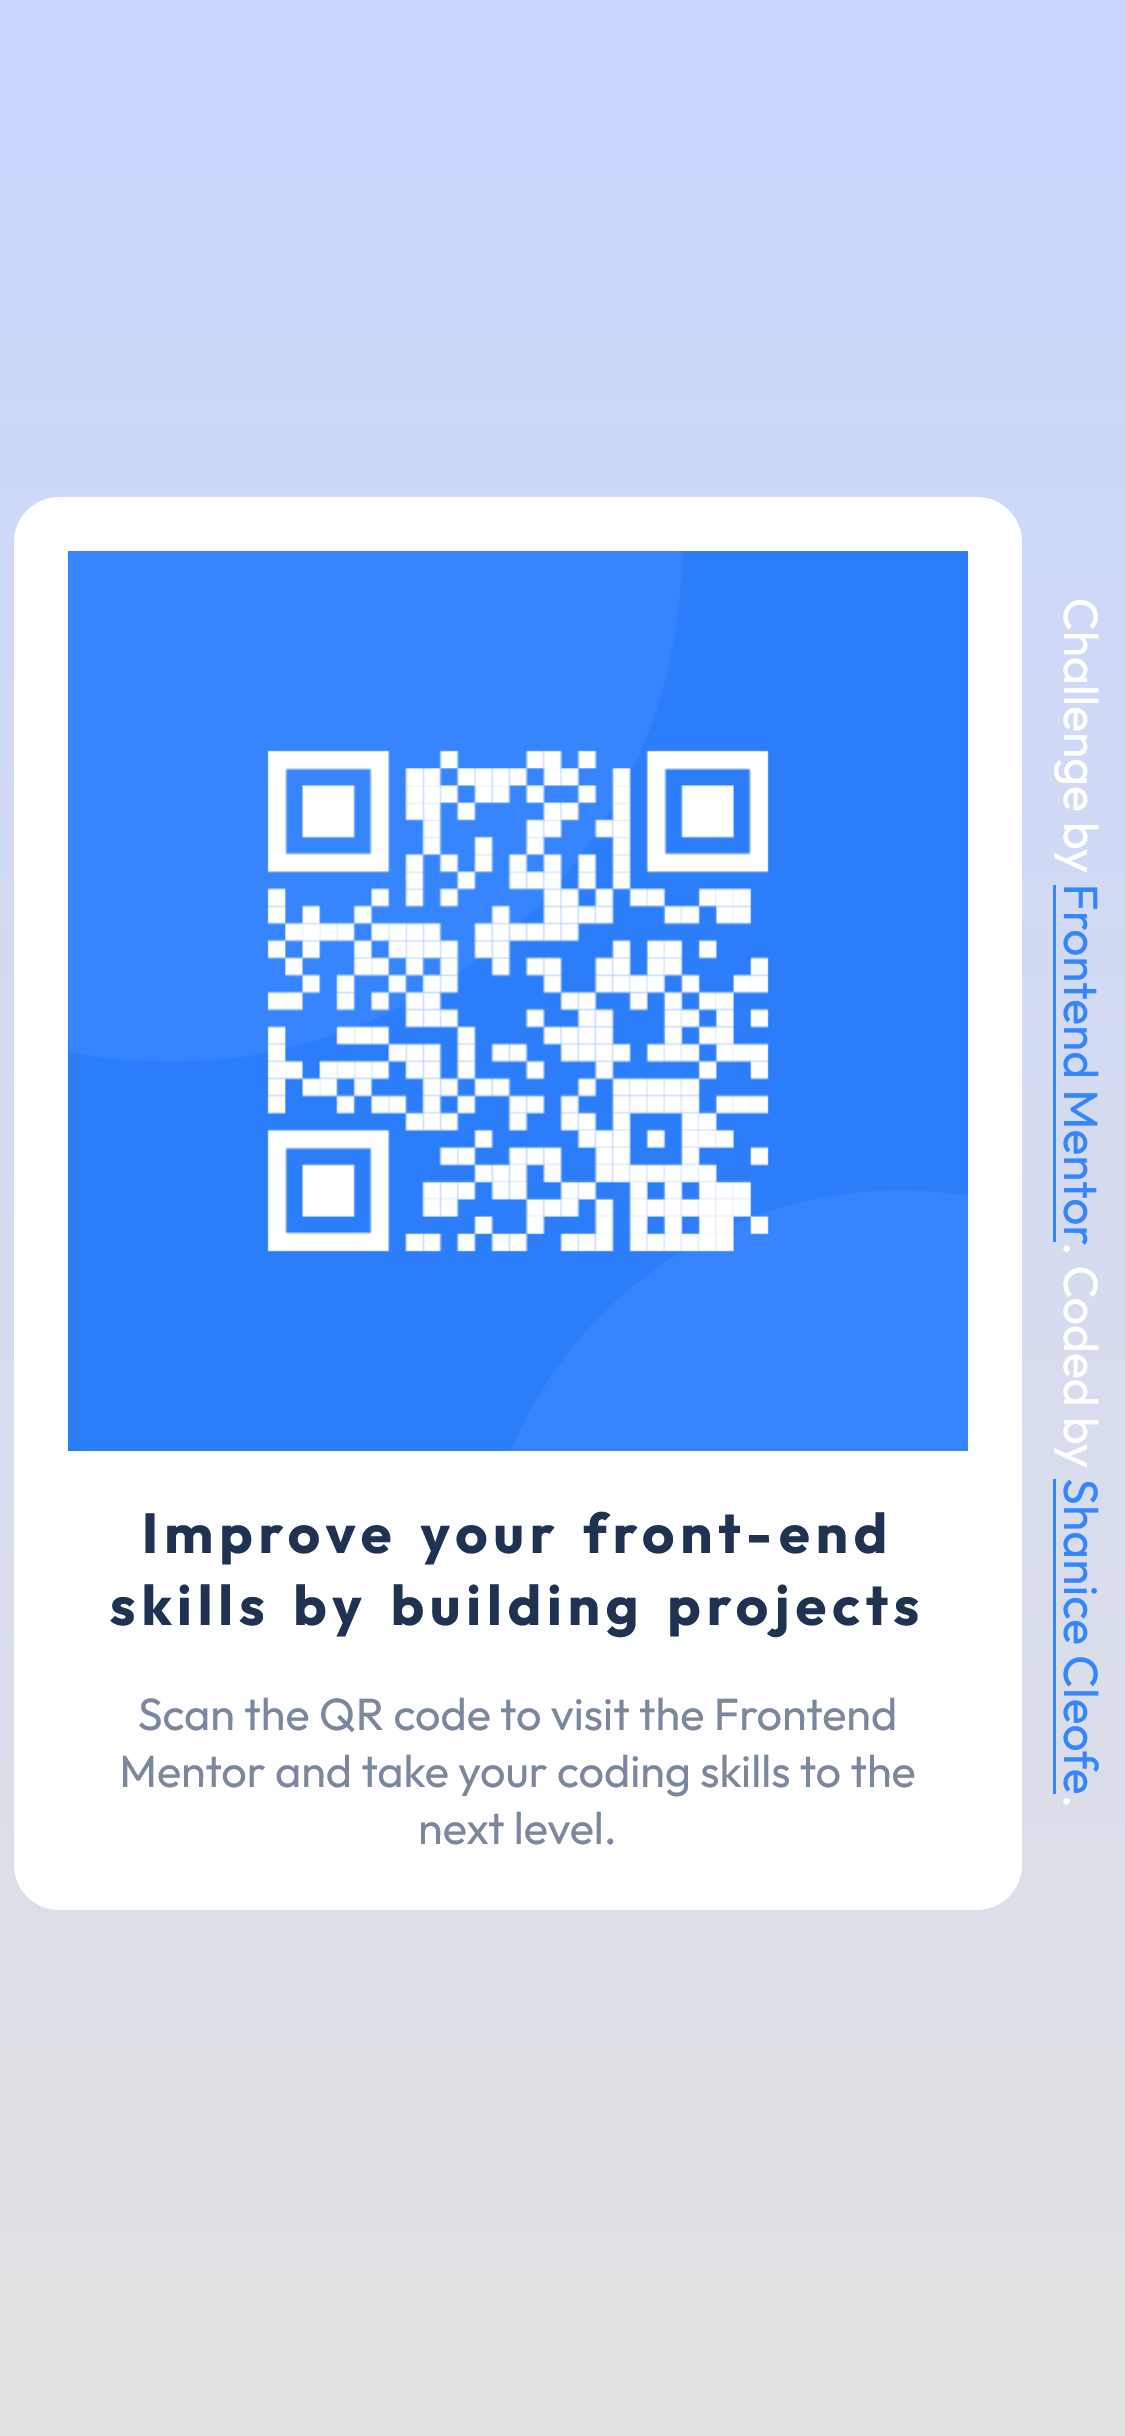 Improve your front-end
skills by building projects
Scan the QR code to visit the Frontend
Mentor and take your coding skills to the
next level.
Challenge by Frontend Mentor. Coded by Shanice Cleofe.